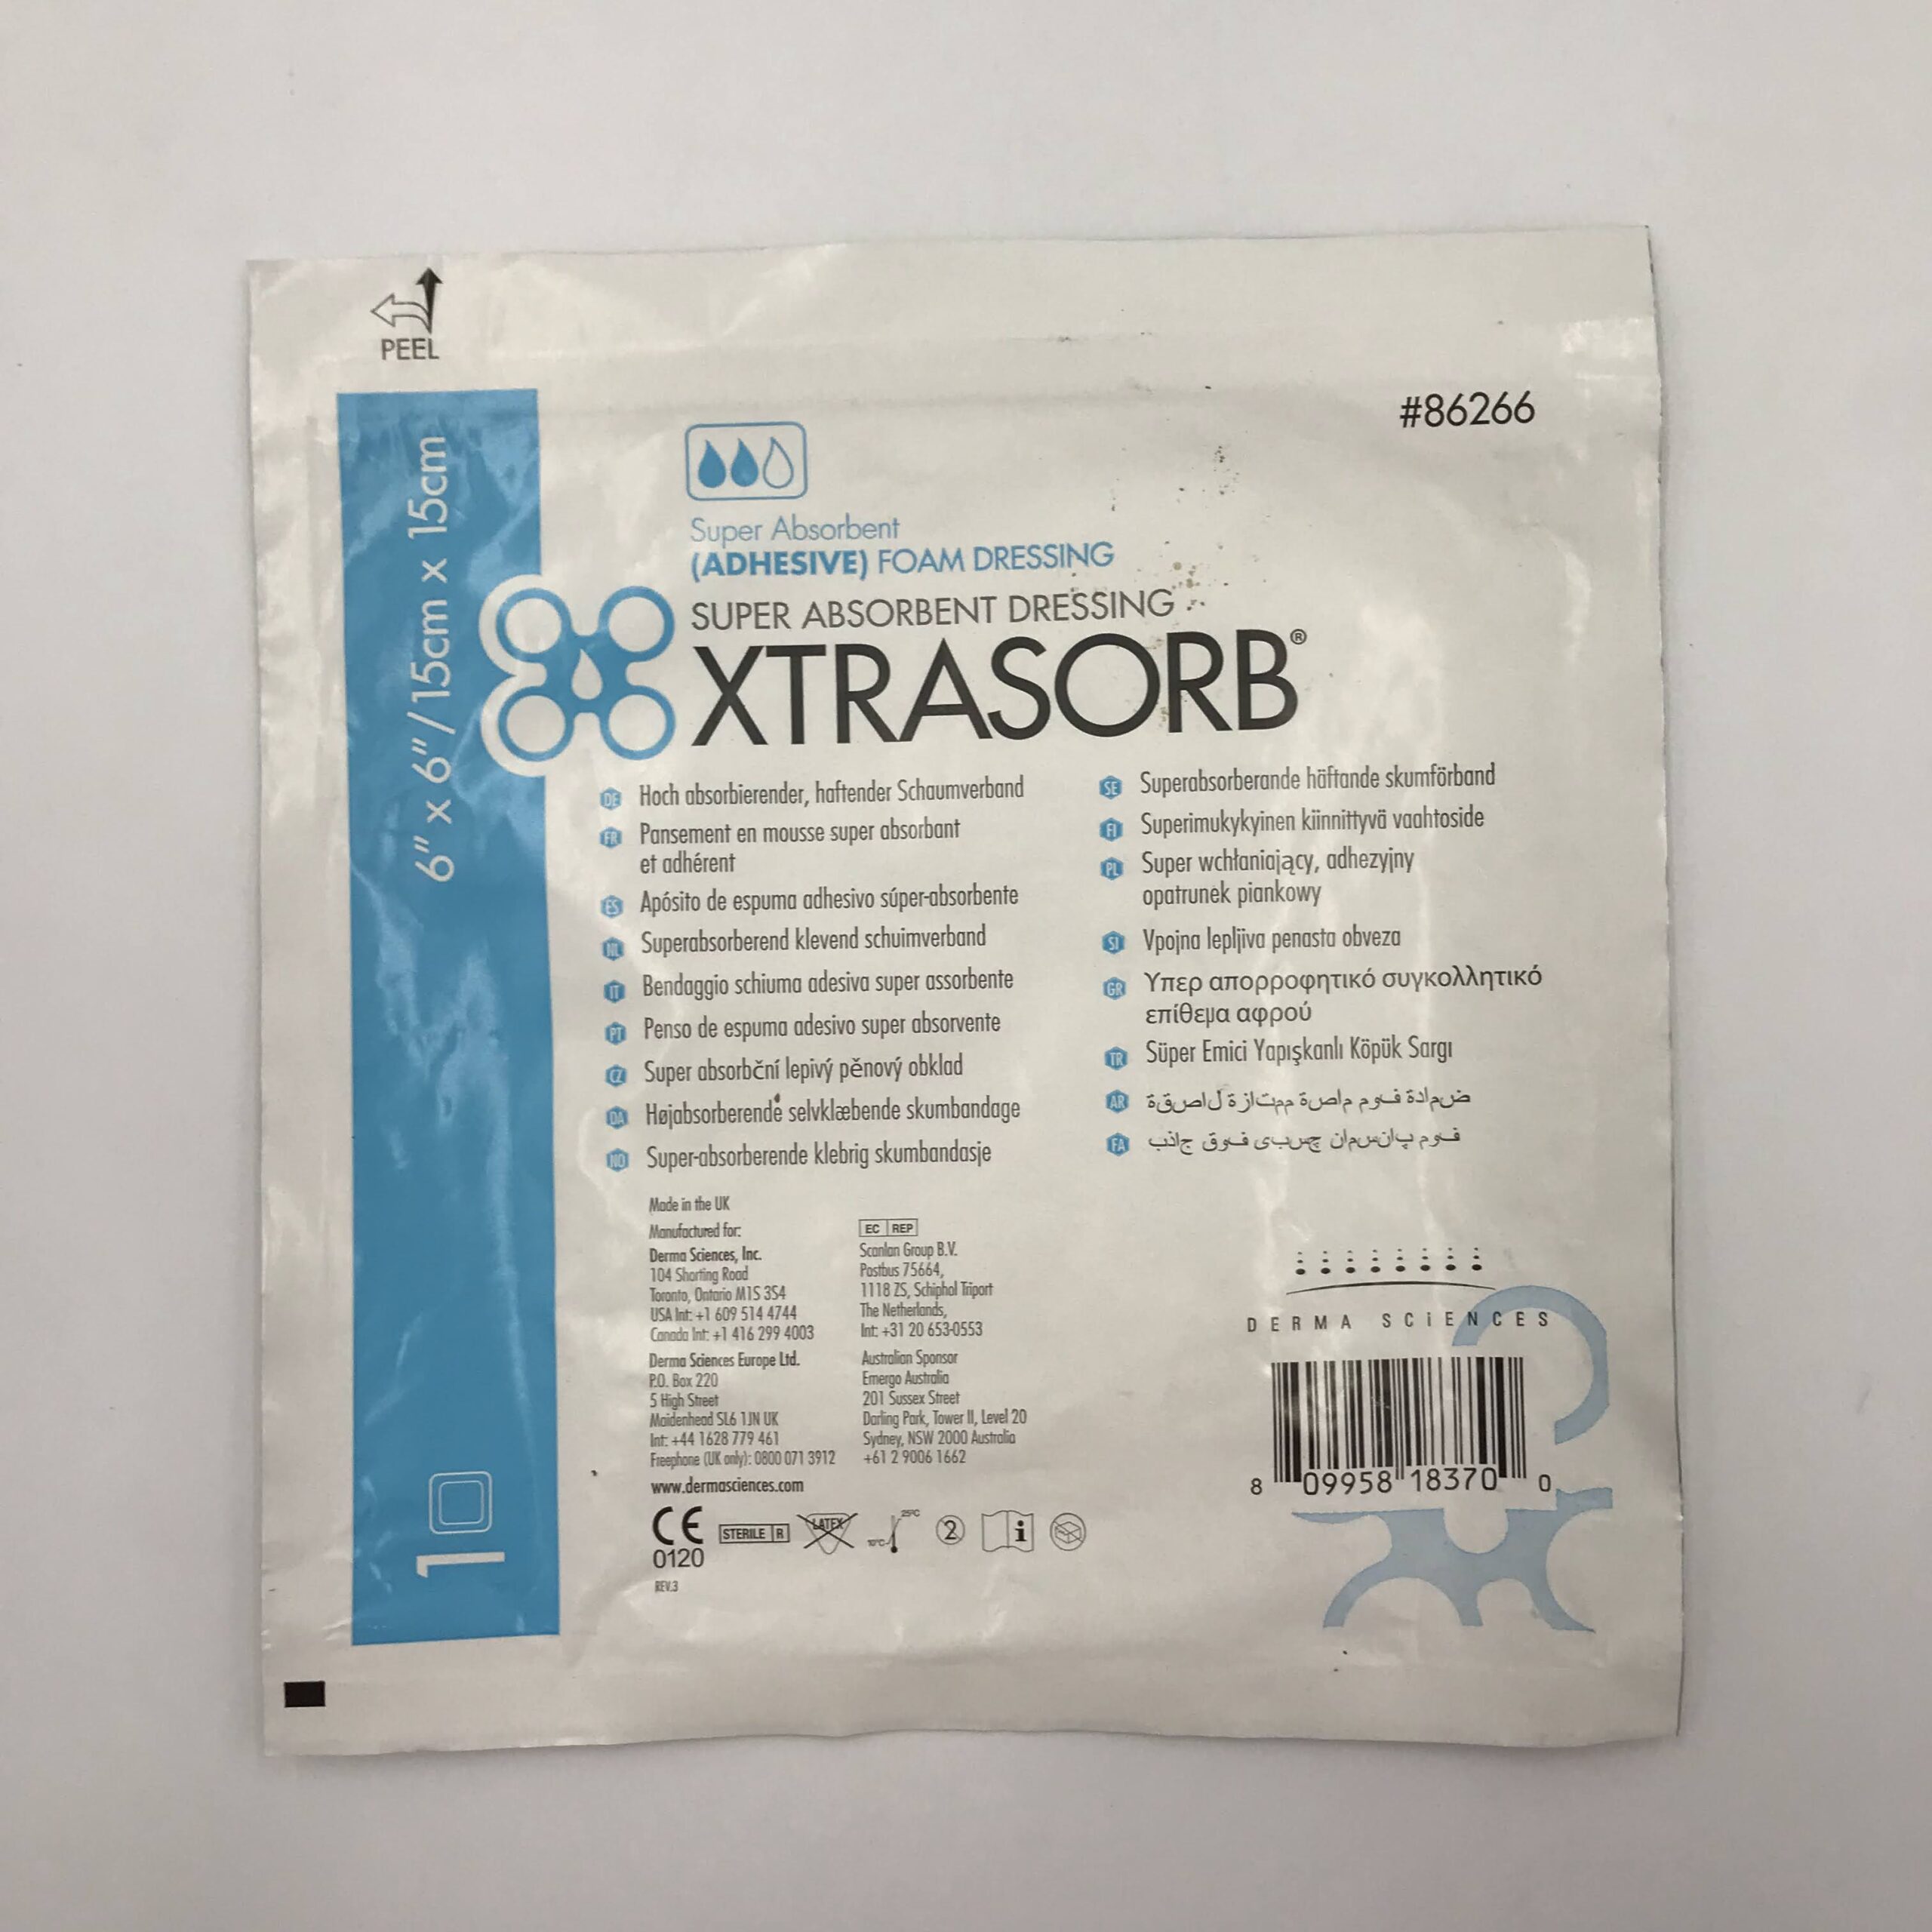 PEEL
#86266
6" x 6"/15cm x 15cm
Super Absorbent
(ADHESIVE) FOAM DRESSING
SUPER ABSORBENT DRESSING
XTRASORB®
DE Hoch absorbierender, haftender Schaumverband
FR Pansement en mousse super absorbant
et adhérent
ES Apósito de espuma adhesivo súper-absorbente
NL Superabsorberend klevend schuimverband
IT Bendaggio schiuma adesiva super assorbente
PT Penso de espuma adesivo super absorvente
CZ Super absorbční lepivý pěnový obklad
DA Højabsorberende selvklæbende skumbandage
NO Super-absorberende klebrig skumbandasje
SE Superabsorberande häftande skumförband
FI Superimukykyinen kiinnittyvä vaahtoside
PL Super wchłaniający, adhezyjny
opatrunek piankowy
SI Vpojna lepljiva penasta obveza
GR Υπερ απορροφητικό συγκολλητικό
επίθεμα αφρού
TR Süper Emici Yapışkanlı Köpük Sargı
AR ضمادة فوم ماصة ممتازة لاصقة
FA فوم پانسمان چسبی فوق جاذب
Made in the UK
Manufactured for:
Derma Sciences, Inc.
104 Shorting Road
Toronto, Ontario M1S 3S4
USA Int: +1 609 514 4744
Canada Int: +1 416 299 4003
Derma Sciences Europe Ltd.
P.O. Box 220
5 High Street
Maidenhead SL6 1JN UK
Int: +44 1628 779 461
Freephone (UK only): 0800 071 3912
www.dermasciences.com
EC REP
Scanlan Group B.V.
Postbus 75664,
1118 ZS, Schiphol Triport
The Netherlands,
Int: +31 20 653-0553
Australian Sponsor
Emergo Australia
201 Sussex Street
Darling Park, Tower II, Level 20
Sydney, NSW 2000 Australia
+61 2 9006 1662
DERMA SCiENCES
8 09958 18370 0
1
CE
0120
STERILE R
LATEX
10°C
25°C
2
i
REV.3